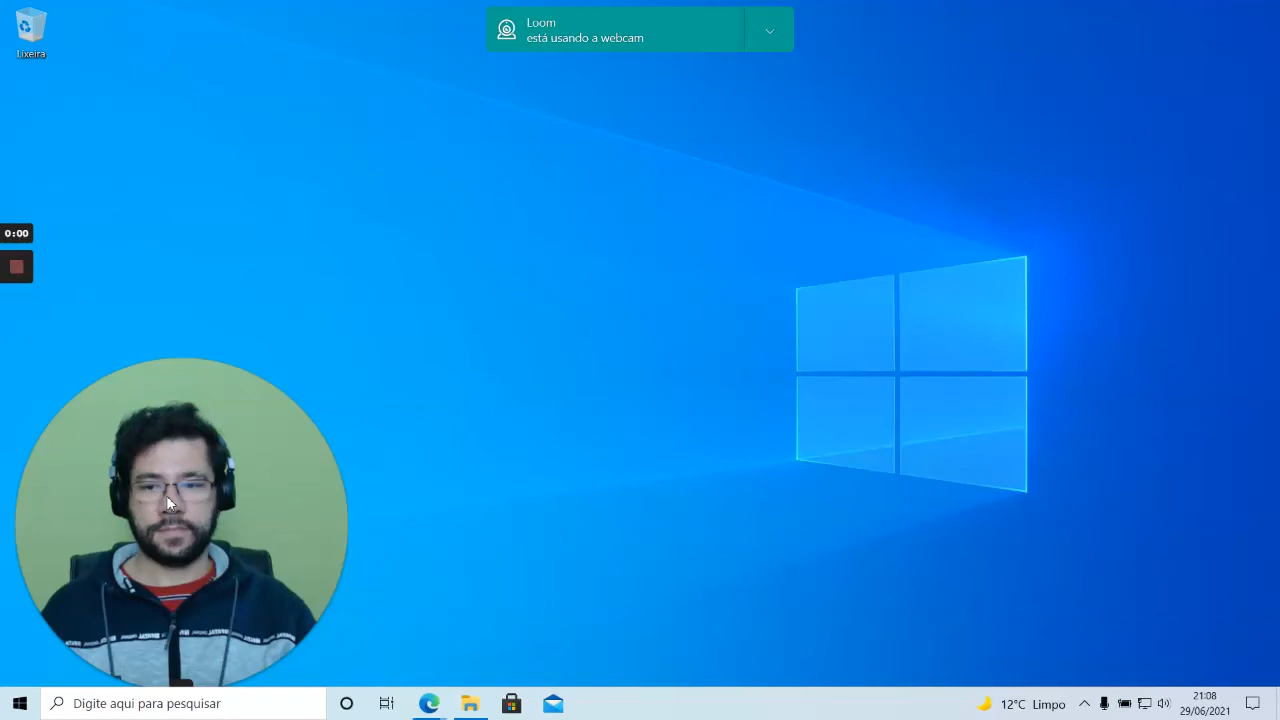 Lixeira
Loom
está usando a webcam
0:00
Digite aqui para pesquisar
12°C Limpo
21:08
29/06/2021